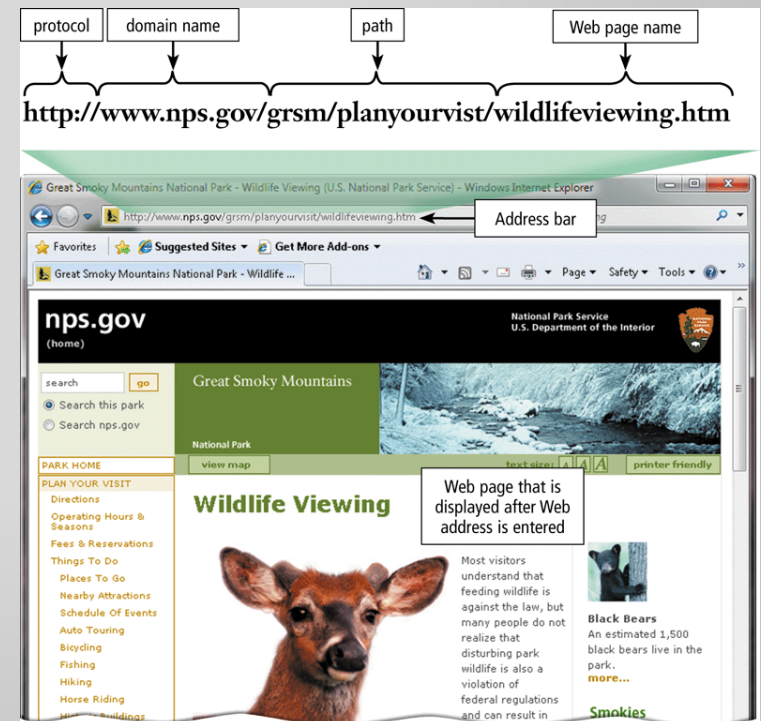 protocol
domain name
path
Web page name
http://www.nps.gov/grsm/planyourvist/wildlifeviewing.htm
Great Smoky Mountains National Park - Wildlife Viewing (U.S. National Park Service) - Windows Internet Explorer
http://www.nps.gov/grsm/planyourvisit/wildlifeviewing.htm
Address bar
Favorites
Suggested Sites
Get More Add-ons
Great Smoky Mountains National Park - Wildlife ...
Page
Safety
Tools
nps.gov
(home)
National Park Service
U.S. Department of the Interior
search
go
Search this park
Search nps.gov
Great Smoky Mountains
National Park
view map
text size: A A A
printer friendly
PARK HOME
PLAN YOUR VISIT
Directions
Operating Hours &
Seasons
Fees & Reservations
Things To Do
Places To Go
Nearby Attractions
Schedule Of Events
Auto Touring
Bicycling
Fishing
Hiking
Horse Riding
Buildings
Wildlife Viewing
Web page that is
displayed after Web
address is entered
Most visitors
understand that
feeding wildlife is
against the law, but
many people do not
realize that
disturbing park
wildlife is also a
violation of
federal regulations
and can result in
Black Bears
An estimated 1,500
black bears live in the
park.
more...
Smokies